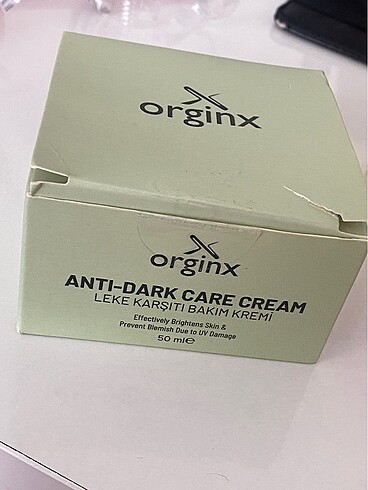 orginx
orginx
ANTI-DARK CARE CREAM
LEKE KARŞITI BAKIM KREMİ
Effectively Brightens Skin &
Prevent Blemish Due to UV Damage
50 ml℮